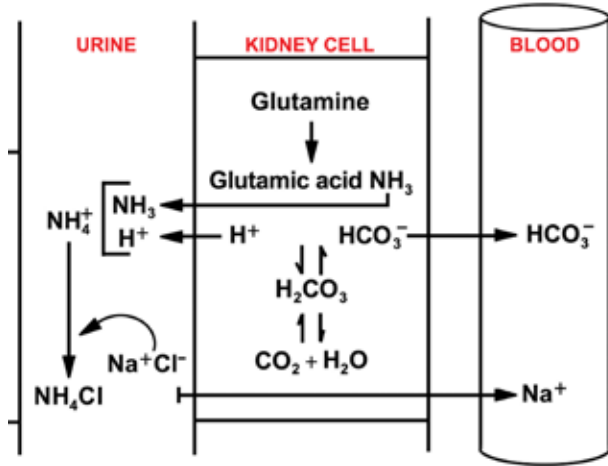 URINE KIDNEY CELL BLOOD
Glutamine
Glutamic acid NH₃
NH₃
NH₄⁺
H⁺ H⁺ HCO₃⁻ HCO₃⁻
H₂CO₃
Na⁺Cl⁻ CO₂ + H₂O
NH₄Cl Na⁺